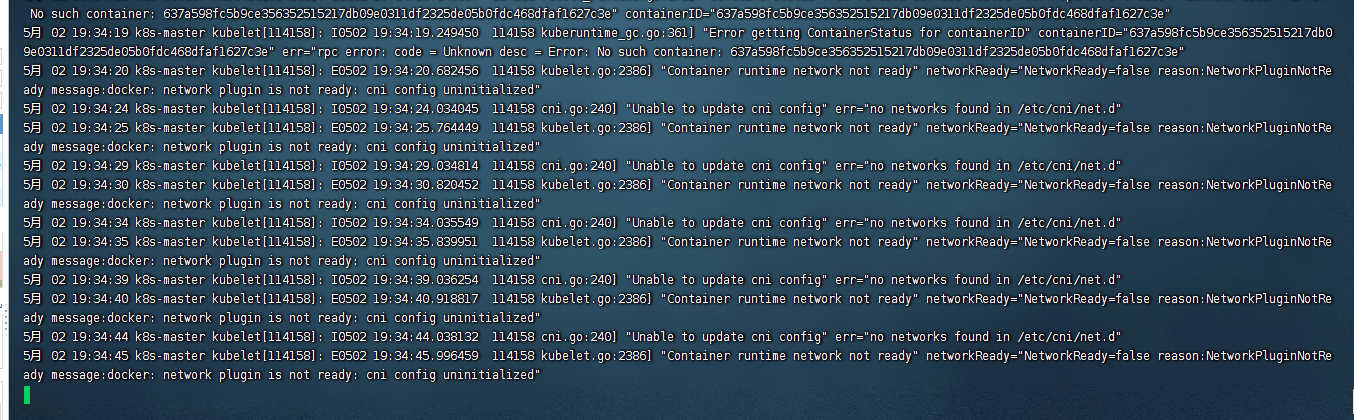 No such container: 637a598fc5b9ce356352515217db09e0311df2325de05b0fdc468dfaf1627c3e" containerID="637a598fc5b9ce356352515217db09e0311df2325de05b0fdc468dfaf1627c3e"
5月 02 19:34:19 k8s-master kubelet[114158]: I0502 19:34:19.249450  114158 kuberuntime_gc.go:361] "Error getting ContainerStatus for containerID" containerID="637a598fc5b9ce356352515217db0
9e0311df2325de05b0fdc468dfaf1627c3e" err="rpc error: code = Unknown desc = Error: No such container: 637a598fc5b9ce356352515217db09e0311df2325de05b0fdc468dfaf1627c3e"
5月 02 19:34:20 k8s-master kubelet[114158]: E0502 19:34:20.682456  114158 kubelet.go:2386] "Container runtime network not ready" networkReady="NetworkReady=false reason:NetworkPluginNotRe
ady message:docker: network plugin is not ready: cni config uninitialized"
5月 02 19:34:24 k8s-master kubelet[114158]: I0502 19:34:24.034045  114158 cni.go:240] "Unable to update cni config" err="no networks found in /etc/cni/net.d"
5月 02 19:34:25 k8s-master kubelet[114158]: E0502 19:34:25.764449  114158 kubelet.go:2386] "Container runtime network not ready" networkReady="NetworkReady=false reason:NetworkPluginNotRe
ady message:docker: network plugin is not ready: cni config uninitialized"
5月 02 19:34:29 k8s-master kubelet[114158]: I0502 19:34:29.034814  114158 cni.go:240] "Unable to update cni config" err="no networks found in /etc/cni/net.d"
5月 02 19:34:30 k8s-master kubelet[114158]: E0502 19:34:30.820452  114158 kubelet.go:2386] "Container runtime network not ready" networkReady="NetworkReady=false reason:NetworkPluginNotRe
ady message:docker: network plugin is not ready: cni config uninitialized"
5月 02 19:34:34 k8s-master kubelet[114158]: I0502 19:34:34.035549  114158 cni.go:240] "Unable to update cni config" err="no networks found in /etc/cni/net.d"
5月 02 19:34:35 k8s-master kubelet[114158]: E0502 19:34:35.839951  114158 kubelet.go:2386] "Container runtime network not ready" networkReady="NetworkReady=false reason:NetworkPluginNotRe
ady message:docker: network plugin is not ready: cni config uninitialized"
5月 02 19:34:39 k8s-master kubelet[114158]: I0502 19:34:39.036254  114158 cni.go:240] "Unable to update cni config" err="no networks found in /etc/cni/net.d"
5月 02 19:34:40 k8s-master kubelet[114158]: E0502 19:34:40.918817  114158 kubelet.go:2386] "Container runtime network not ready" networkReady="NetworkReady=false reason:NetworkPluginNotRe
ady message:docker: network plugin is not ready: cni config uninitialized"
5月 02 19:34:44 k8s-master kubelet[114158]: I0502 19:34:44.038132  114158 cni.go:240] "Unable to update cni config" err="no networks found in /etc/cni/net.d"
5月 02 19:34:45 k8s-master kubelet[114158]: E0502 19:34:45.996459  114158 kubelet.go:2386] "Container runtime network not ready" networkReady="NetworkReady=false reason:NetworkPluginNotRe
ady message:docker: network plugin is not ready: cni config uninitialized"